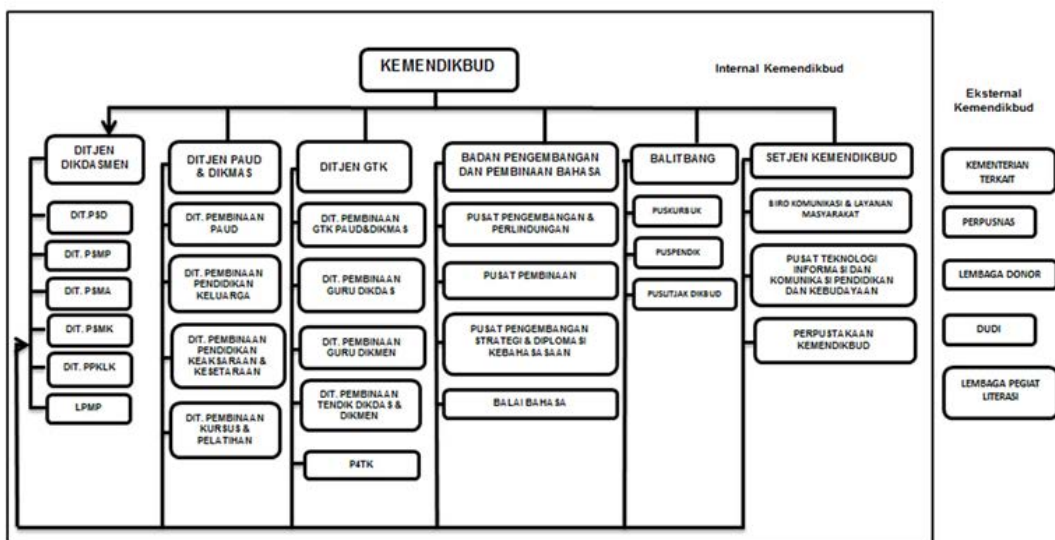 KEMENDIKBUD
Internal Kemendikbud
Eksternal
Kemendikbud
DITJEN
DIKDASMEN
DIT.PSD
DIT. PSMP
DIT. PSMA
DIT. PSMK
DIT. PPKLK
LPMP
DITJEN PAUD
& DIKMAS
DIT. PEMBINAAN
PAUD
DIT. PEMBINAAN
PENDIDIKAN
KELUARGA
DIT. PEMBINAAN
PENDIDIKAN
KEAKSARAAN &
KESETARAAN
DIT. PEMBINAAN
KURSUS &
PELATIHAN
DITJEN GTK
DIT. PEMBINAAN
GTK PAUD&DIKMAS
DIT. PEMBINAAN
GURU DIKDAS
DIT. PEMBINAAN
GURU DIKMEN
DIT. PEMBINAAN
TENDIK DIKDAS &
DIKMEN
P4TK
BADAN PENGEMBANGAN
DAN PEMBINAAN BAHASA
PUSAT PENGEMBANGAN &
PERLINDUNGAN
PUSAT PEMBINAAN
PUSAT PENGEMBANGAN
STRATEGI & DIPLOMASI
KEBAHASASAAN
BALAI BAHASA
BALITBANG
PUSKURBUK
PUSPENDIK
PUSUTJAK DIKBUD
SETJEN KEMENDIKBUD
BIRO KOMUNIKASI & LAYANAN
MASYARAKAT
PUSAT TEKNOLOGI
INFORMASI DAN
KOMUNIKASI PENDIDIKAN
DAN KEBUDAYAAN
PERPUSTAKAAN
KEMENDIKBUD
KEMENTERIAN
TERKAIT
PERPUSNAS
LEMBAGA DONOR
DUDI
LEMBAGA PEGIAT
LITERASI